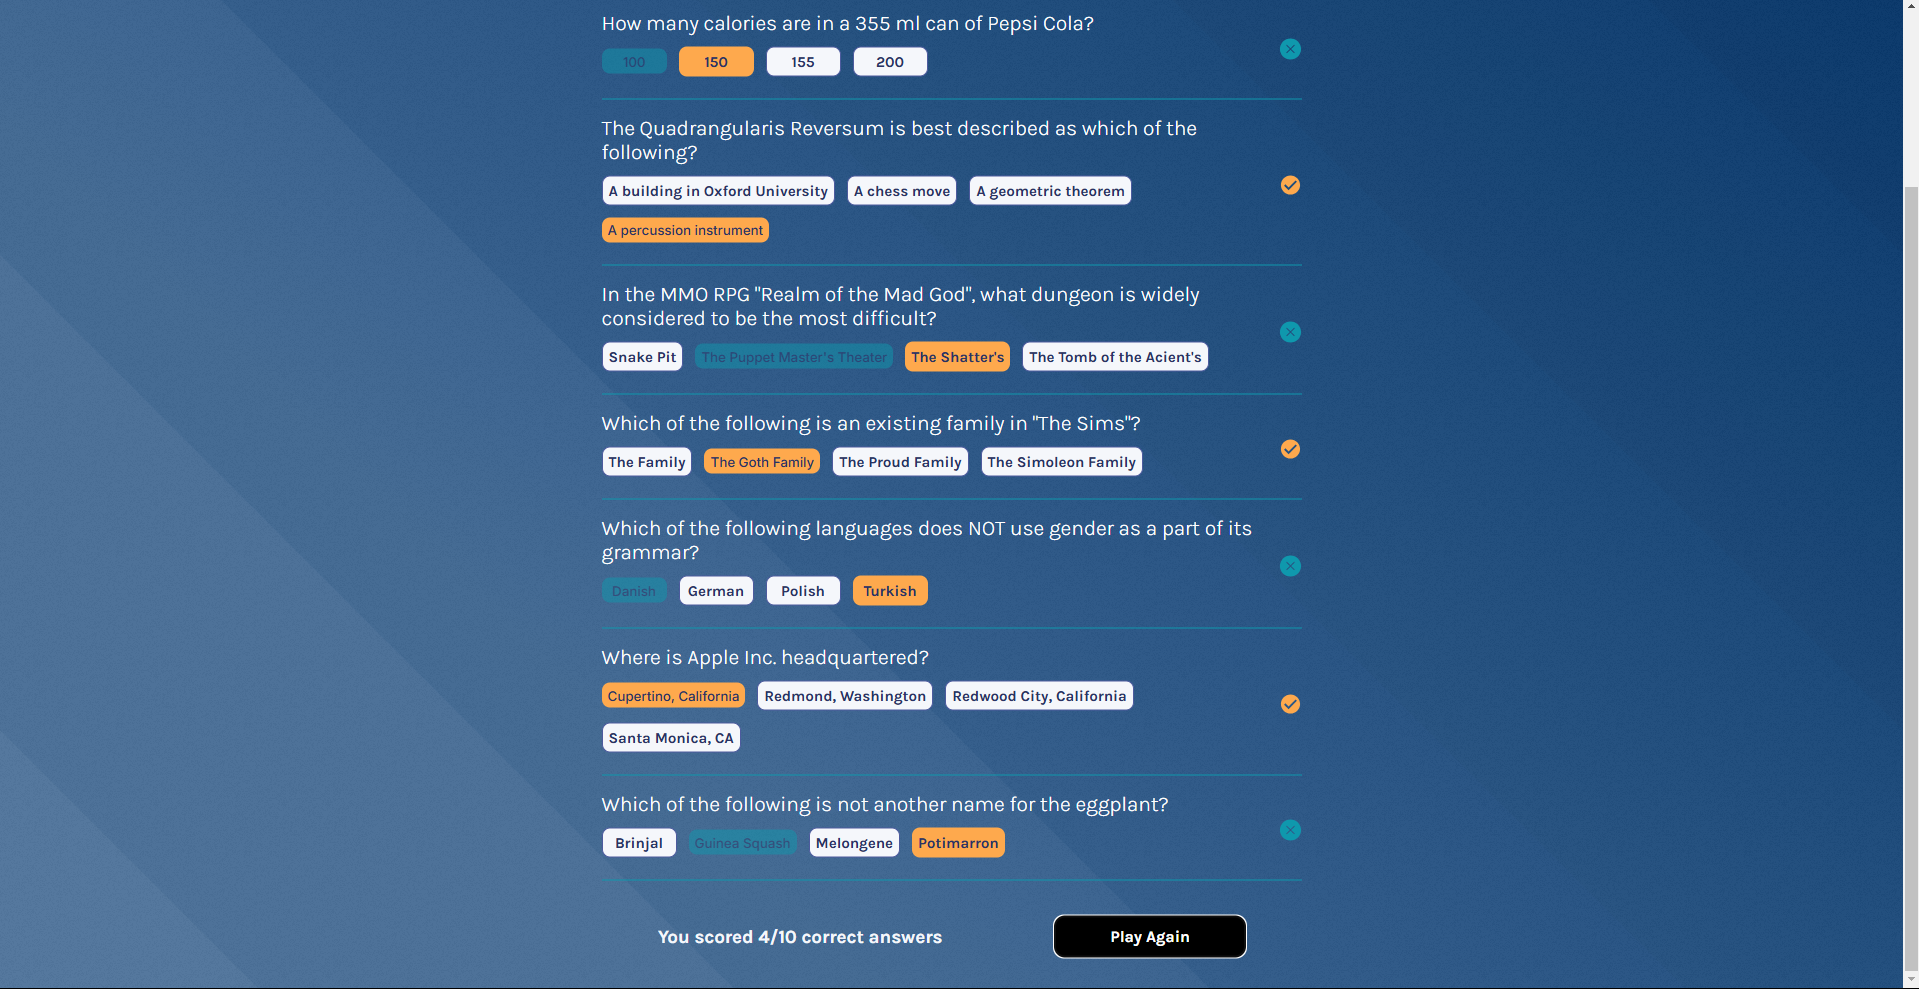 How many calories are in a 355 ml can of Pepsi Cola?
100 150 155 200
The Quadrangularis Reversum is best described as which of the
following?
A building in Oxford University A chess move A geometric theorem
A percussion instrument
In the MMO RPG "Realm of the Mad God", what dungeon is widely
considered to be the most difficult?
Snake Pit The Puppet Master's Theater The Shatter's The Tomb of the Acient's
Which of the following is an existing family in "The Sims"?
The Family The Goth Family The Proud Family The Simoleon Family
Which of the following languages does NOT use gender as a part of its
grammar?
Danish German Polish Turkish
Where is Apple Inc. headquartered?
Cupertino, California Redmond, Washington Redwood City, California
Santa Monica, CA
Which of the following is not another name for the eggplant?
Brinjal Guinea Squash Melongene Potimarron
You scored 4/10 correct answers Play Again